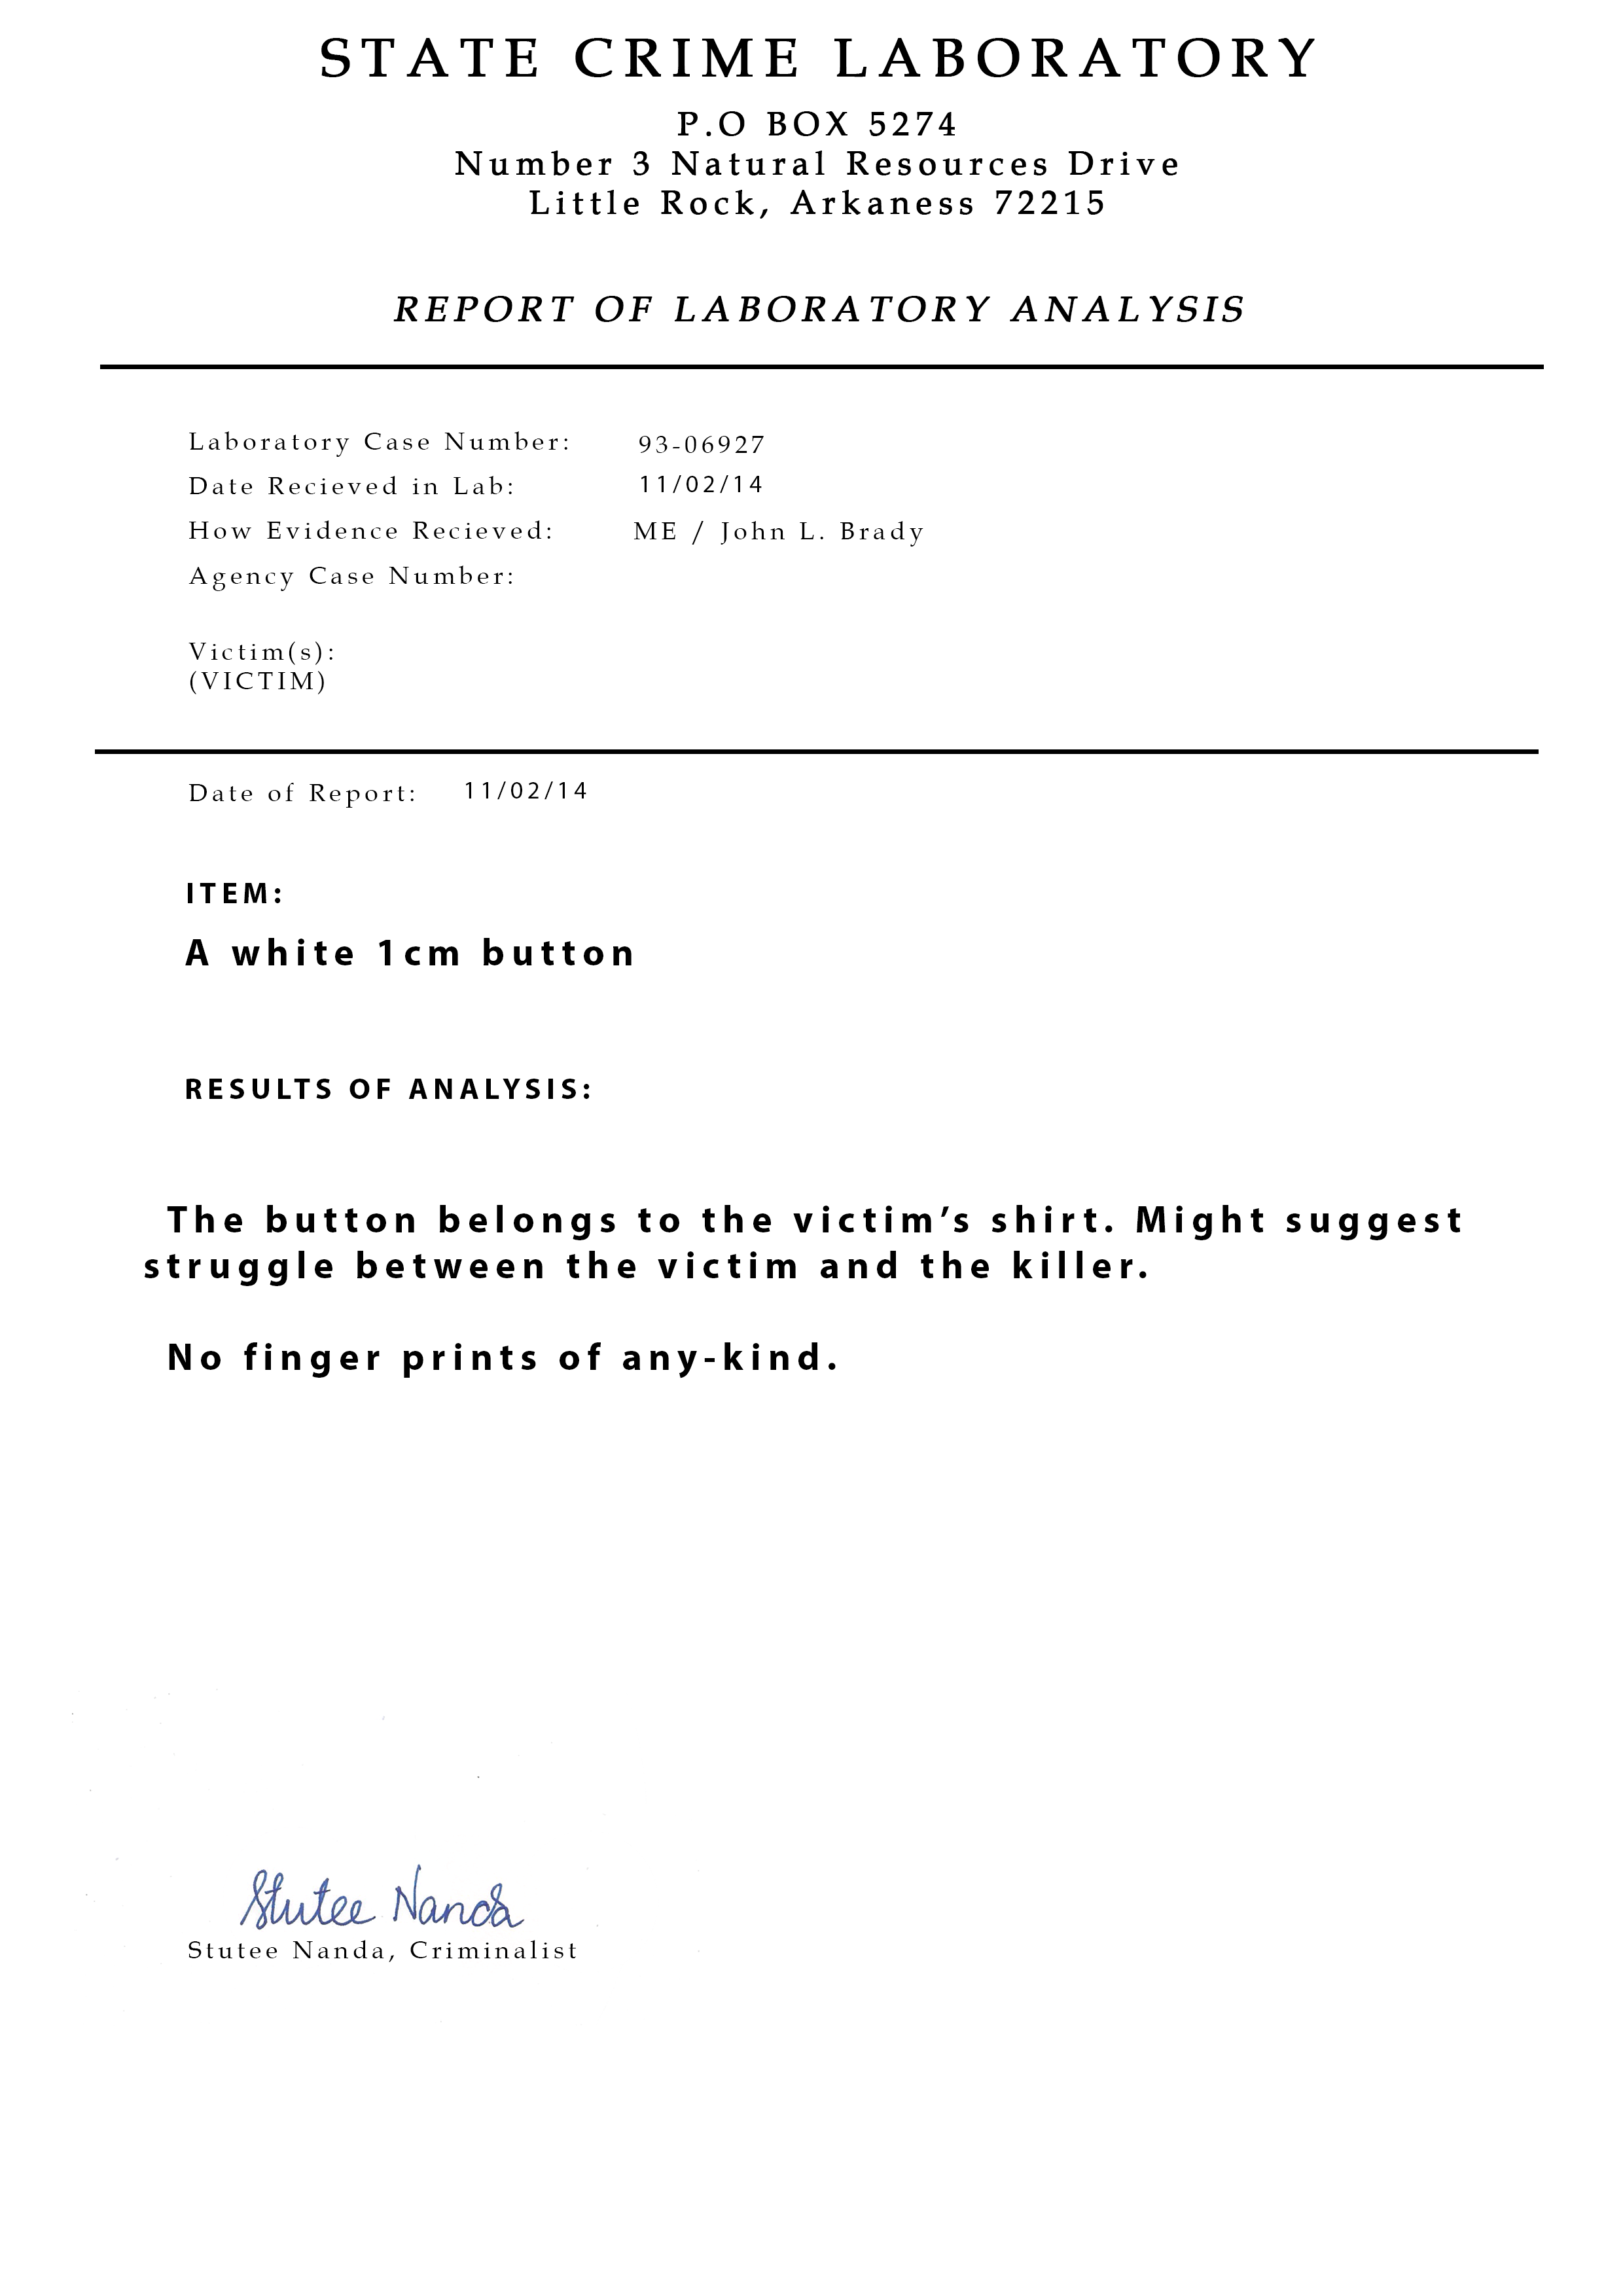 STATE CRIME LABORATORY
P.O BOX 5274
Number 3 Natural Resources Drive
Little Rock, Arkaness 72215
REPORT OF LABORATORY ANALYSIS
Laboratory Case Number: 93-06927
Date Recieved in Lab: 11/02/14
How Evidence Recieved: ME / John L. Brady
Agency Case Number:
Victim(s):
(VICTIM)
Date of Report: 11/02/14
ITEM:
A white 1cm button
RESULTS OF ANALYSIS:
The button belongs to the victim’s shirt. Might suggest
struggle between the victim and the killer.
No finger prints of any-kind.
Stutee Nanda
Stutee Nanda, Criminalist